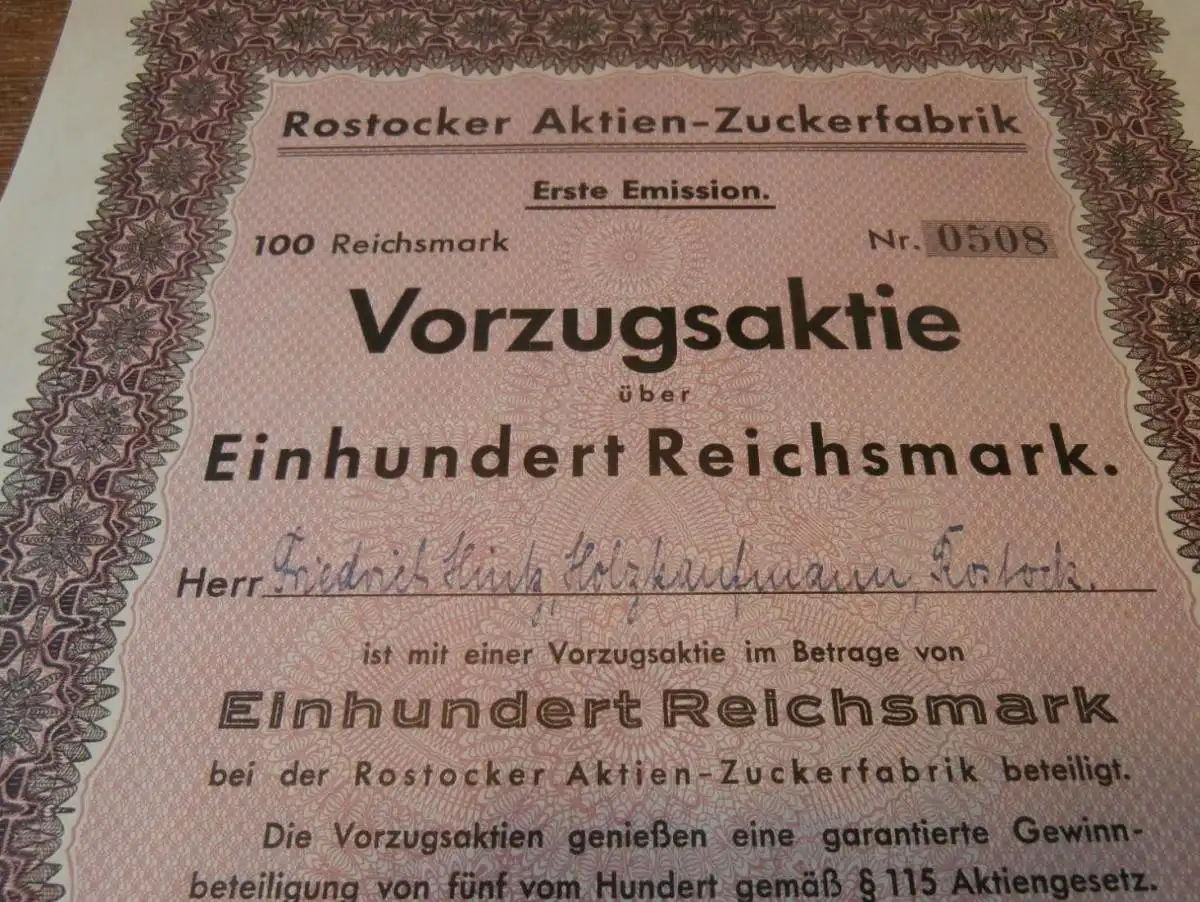 Rostocker Aktien-Zuckerfabrik
Erste Emission.
100 Reichsmark Nr. 0508
Vorzugsaktie
über
Einhundert Reichsmark.
Herr Friedrich Hintz, Holzkaufmann, Rostock.
ist mit einer Vorzugsaktie im Betrage von
Einhundert Reichsmark
bei der Rostocker Aktien-Zuckerfabrik beteiligt.
Die Vorzugsaktien genießen eine garantierte Gewinn-
beteiligung von fünf vom Hundert gemäß § 115 Aktiengesetz.